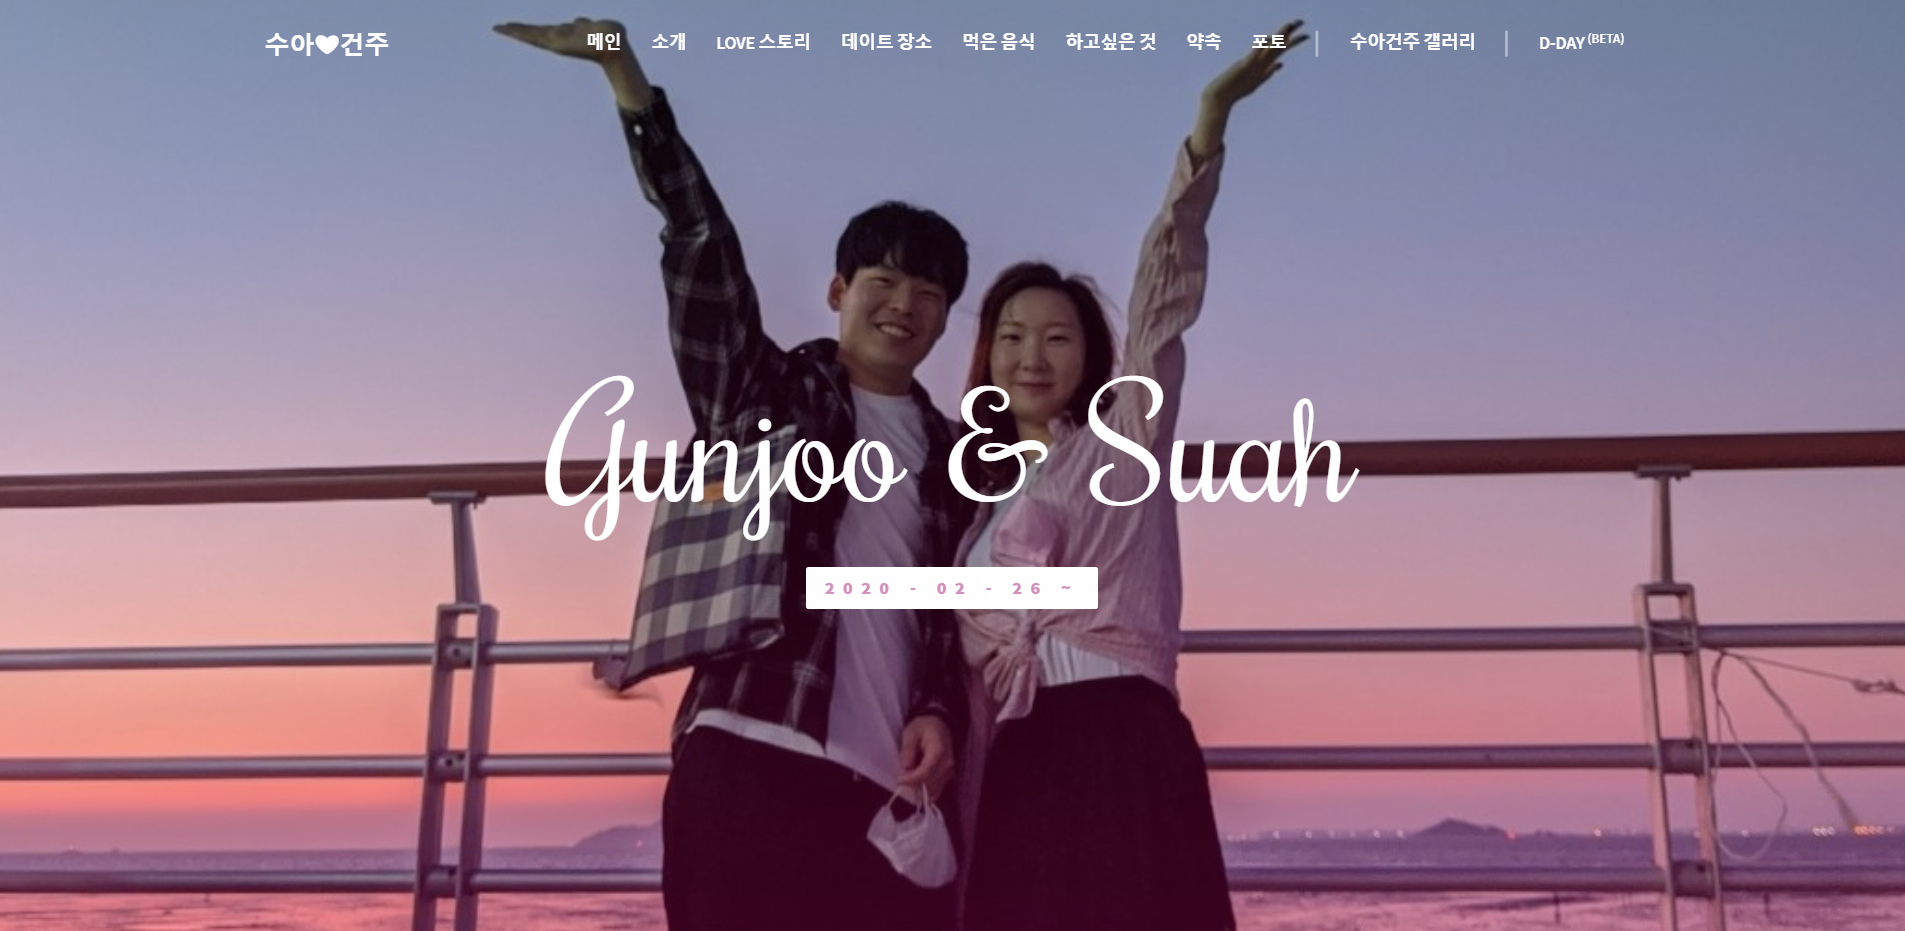 수아♥건주
메인 소개 LOVE 스토리 데이트 장소 먹은 음식 하고싶은 것 약속 포토 | 수아건주 갤러리 | D-DAY (BETA)
Gunjoo & Suah
2020 - 02 - 26 ~